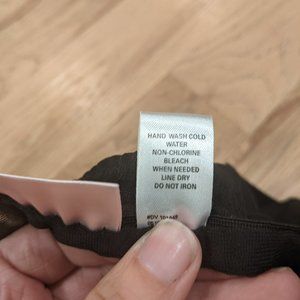 HAND WASH COLD
WATER
NON-CHLORINE
BLEACH
WHEN NEEDED
LINE DRY
DO NOT IRON